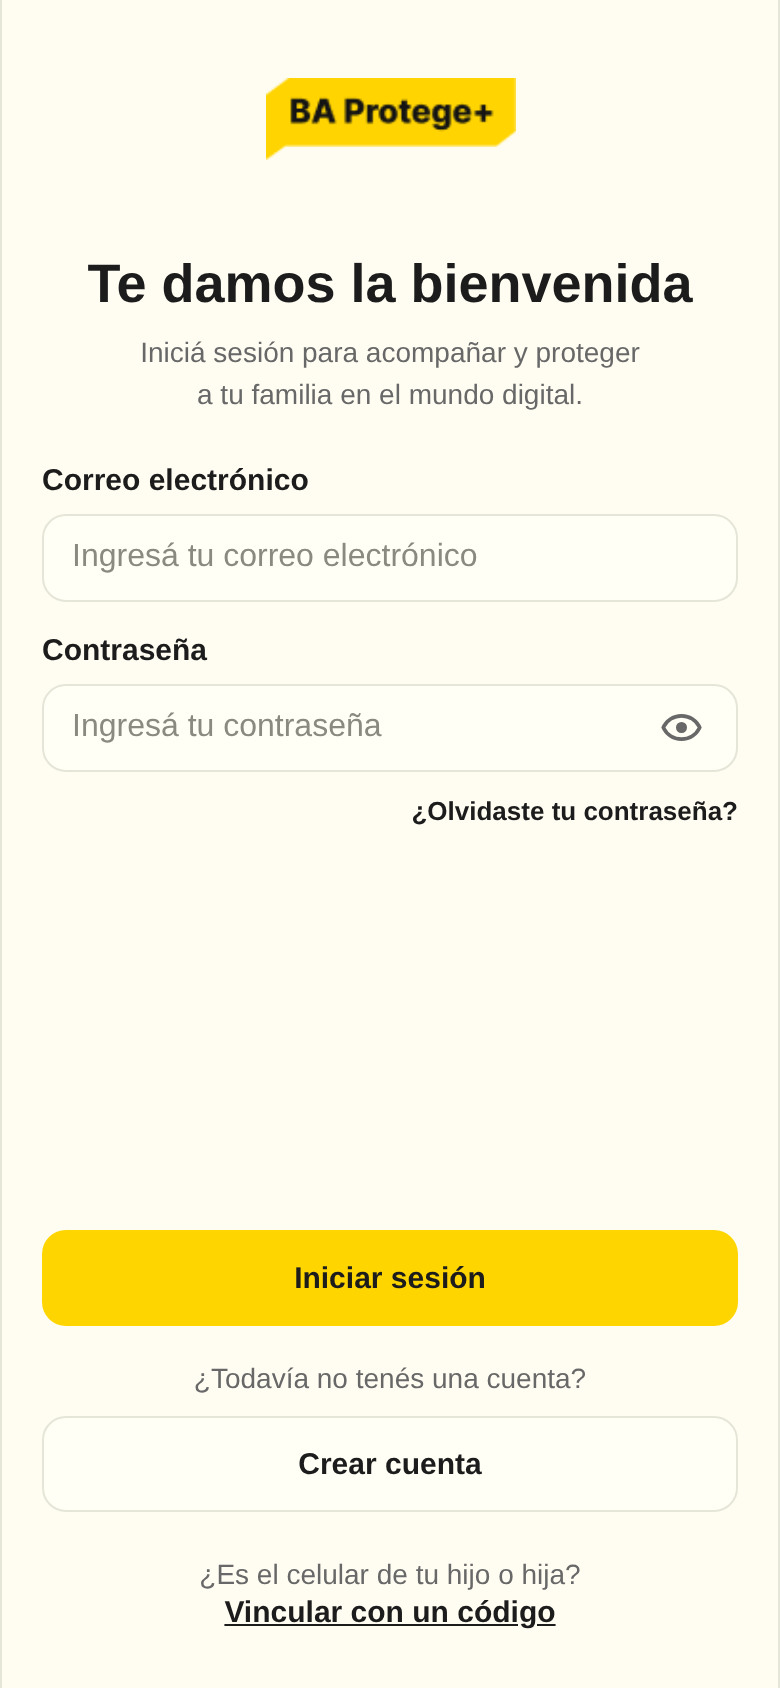 BA Protege+
Te damos la bienvenida
Iniciá sesión para acompañar y proteger
a tu familia en el mundo digital.
Correo electrónico
Ingresá tu correo electrónico
Contraseña
Ingresá tu contraseña
¿Olvidaste tu contraseña?
Iniciar sesión
¿Todavía no tenés una cuenta?
Crear cuenta
¿Es el celular de tu hijo o hija?
Vincular con un código